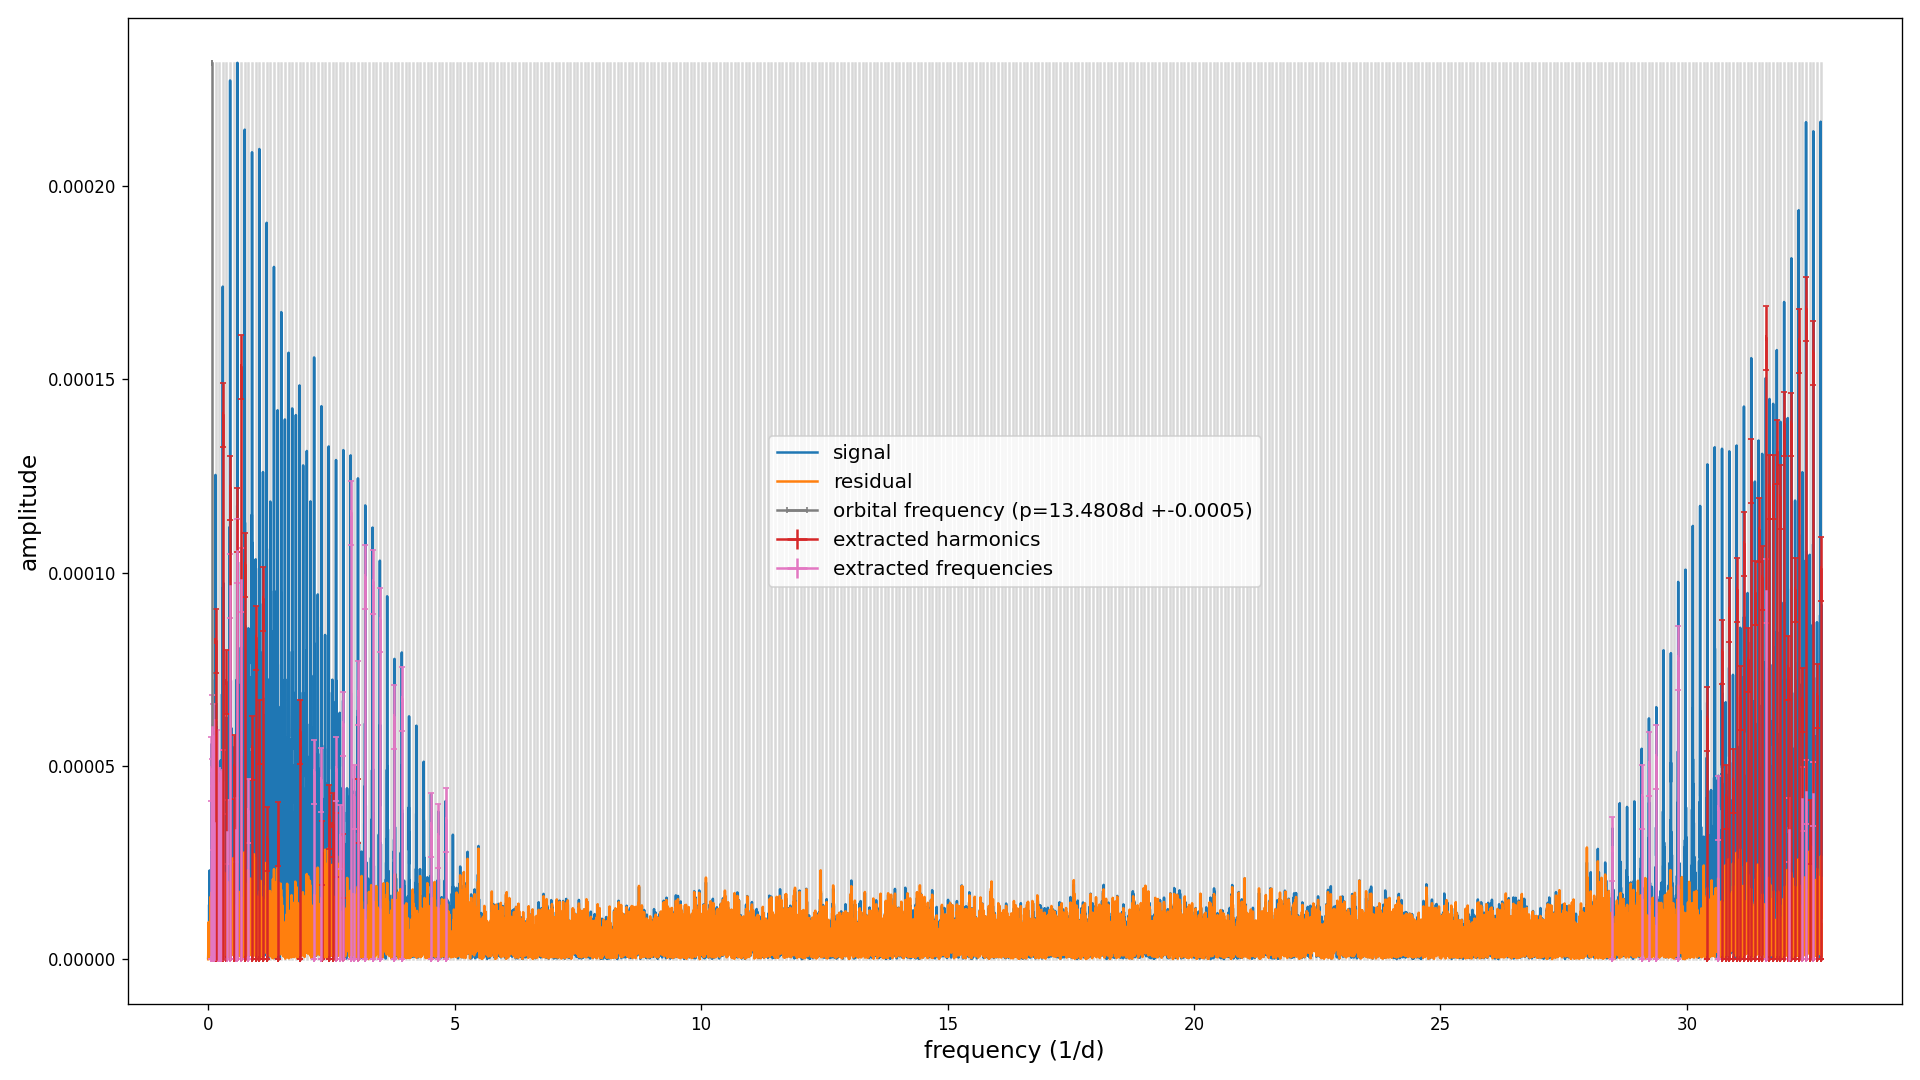 amplitude
0.00020
0.00015
0.00010
0.00005
0.00000
signal
residual
orbital frequency (p=13.4808d +-0.0005)
extracted harmonics
extracted frequencies
0 5 10 15 20 25 30
frequency (1/d)